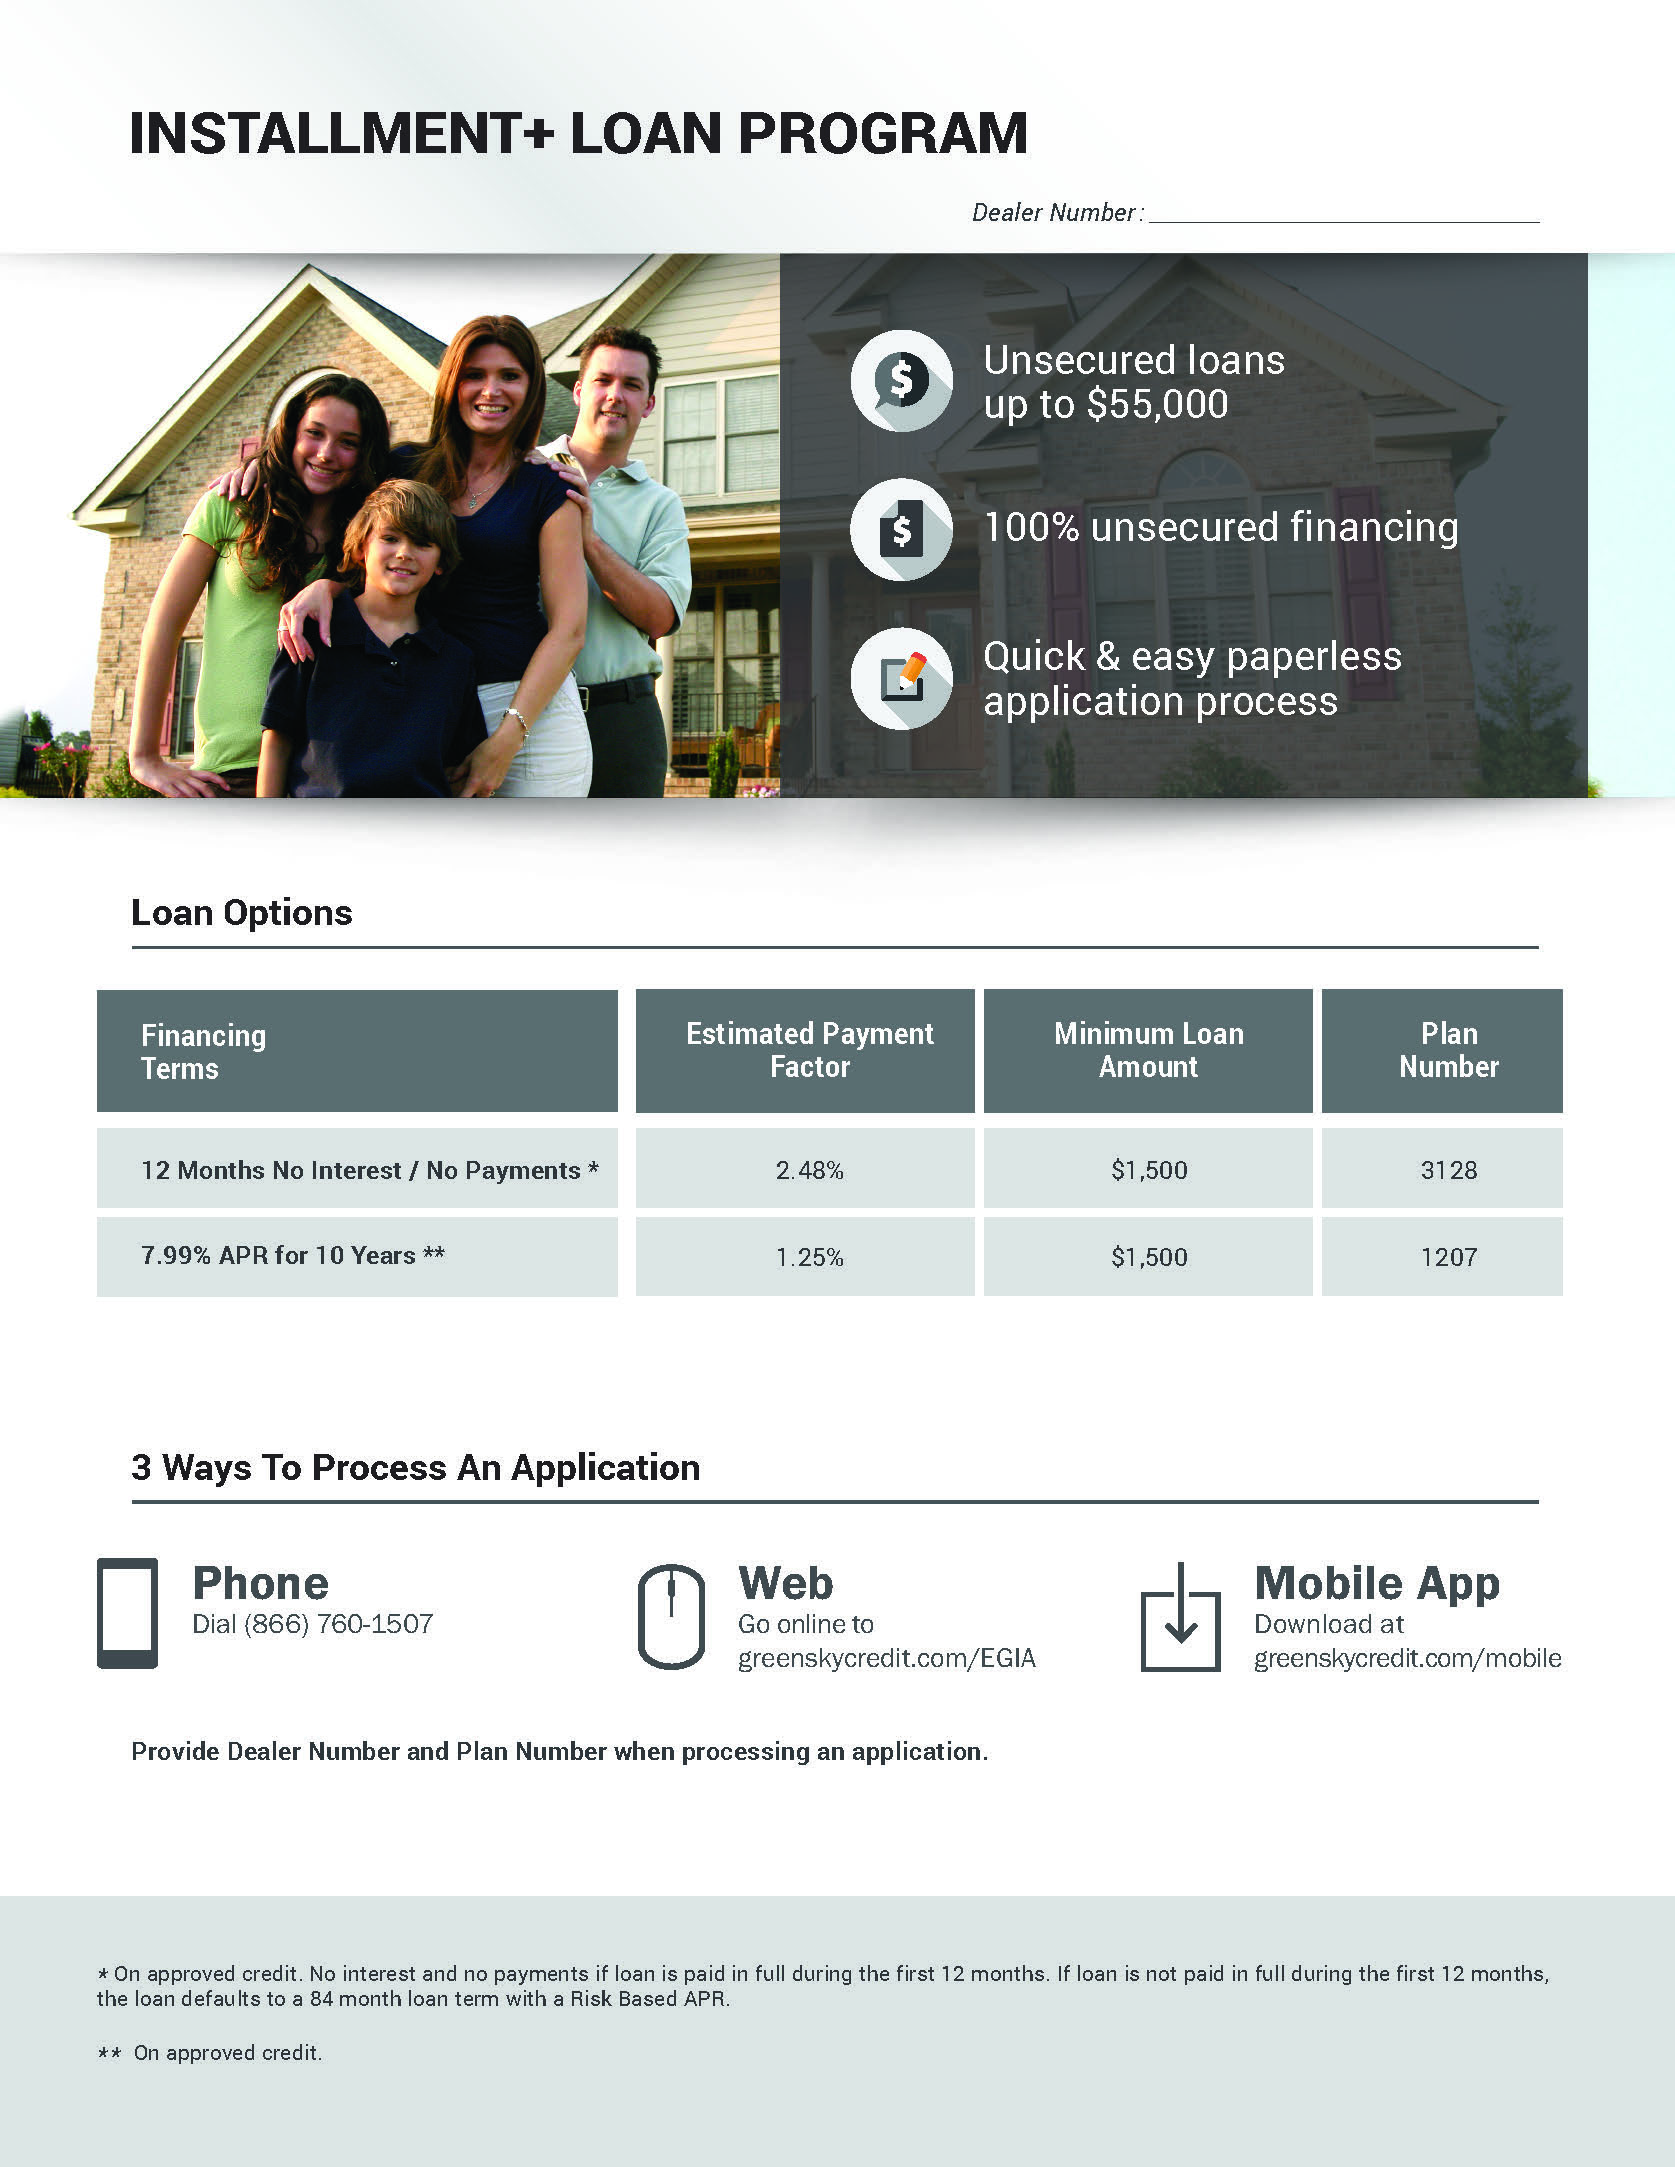 INSTALLMENT+ LOAN PROGRAM
Dealer Number:
Unsecured loans
up to $55,000
100% unsecured financing
Quick & easy paperless
application process
Loan Options
Financing
Terms
Estimated Payment
Factor
Minimum Loan
Amount
Plan
Number
12 Months No Interest / No Payments * 2.48% $1,500 3128
7.99% APR for 10 Years ** 1.25% $1,500 1207
3 Ways To Process An Application
Phone
Dial (866) 760-1507
Web
Go online to
greenskycredit.com/EGIA
Mobile App
Download at
greenskycredit.com/mobile
Provide Dealer Number and Plan Number when processing an application.
* On approved credit. No interest and no payments if loan is paid in full during the first 12 months. If loan is not paid in full during the first 12 months,
the loan defaults to a 84 month loan term with a Risk Based APR.
** On approved credit.